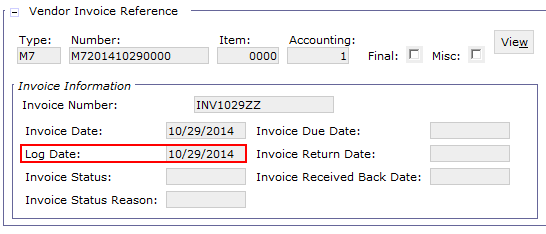 Vendor Invoice Reference
Type: Number: Item: Accounting: View
M7 M7201410290000 0000 1 Final: Misc:
Invoice Information
Invoice Number: INV1029ZZ
Invoice Date: 10/29/2014 Invoice Due Date:
Log Date: 10/29/2014 Invoice Return Date:
Invoice Status: Invoice Received Back Date:
Invoice Status Reason: